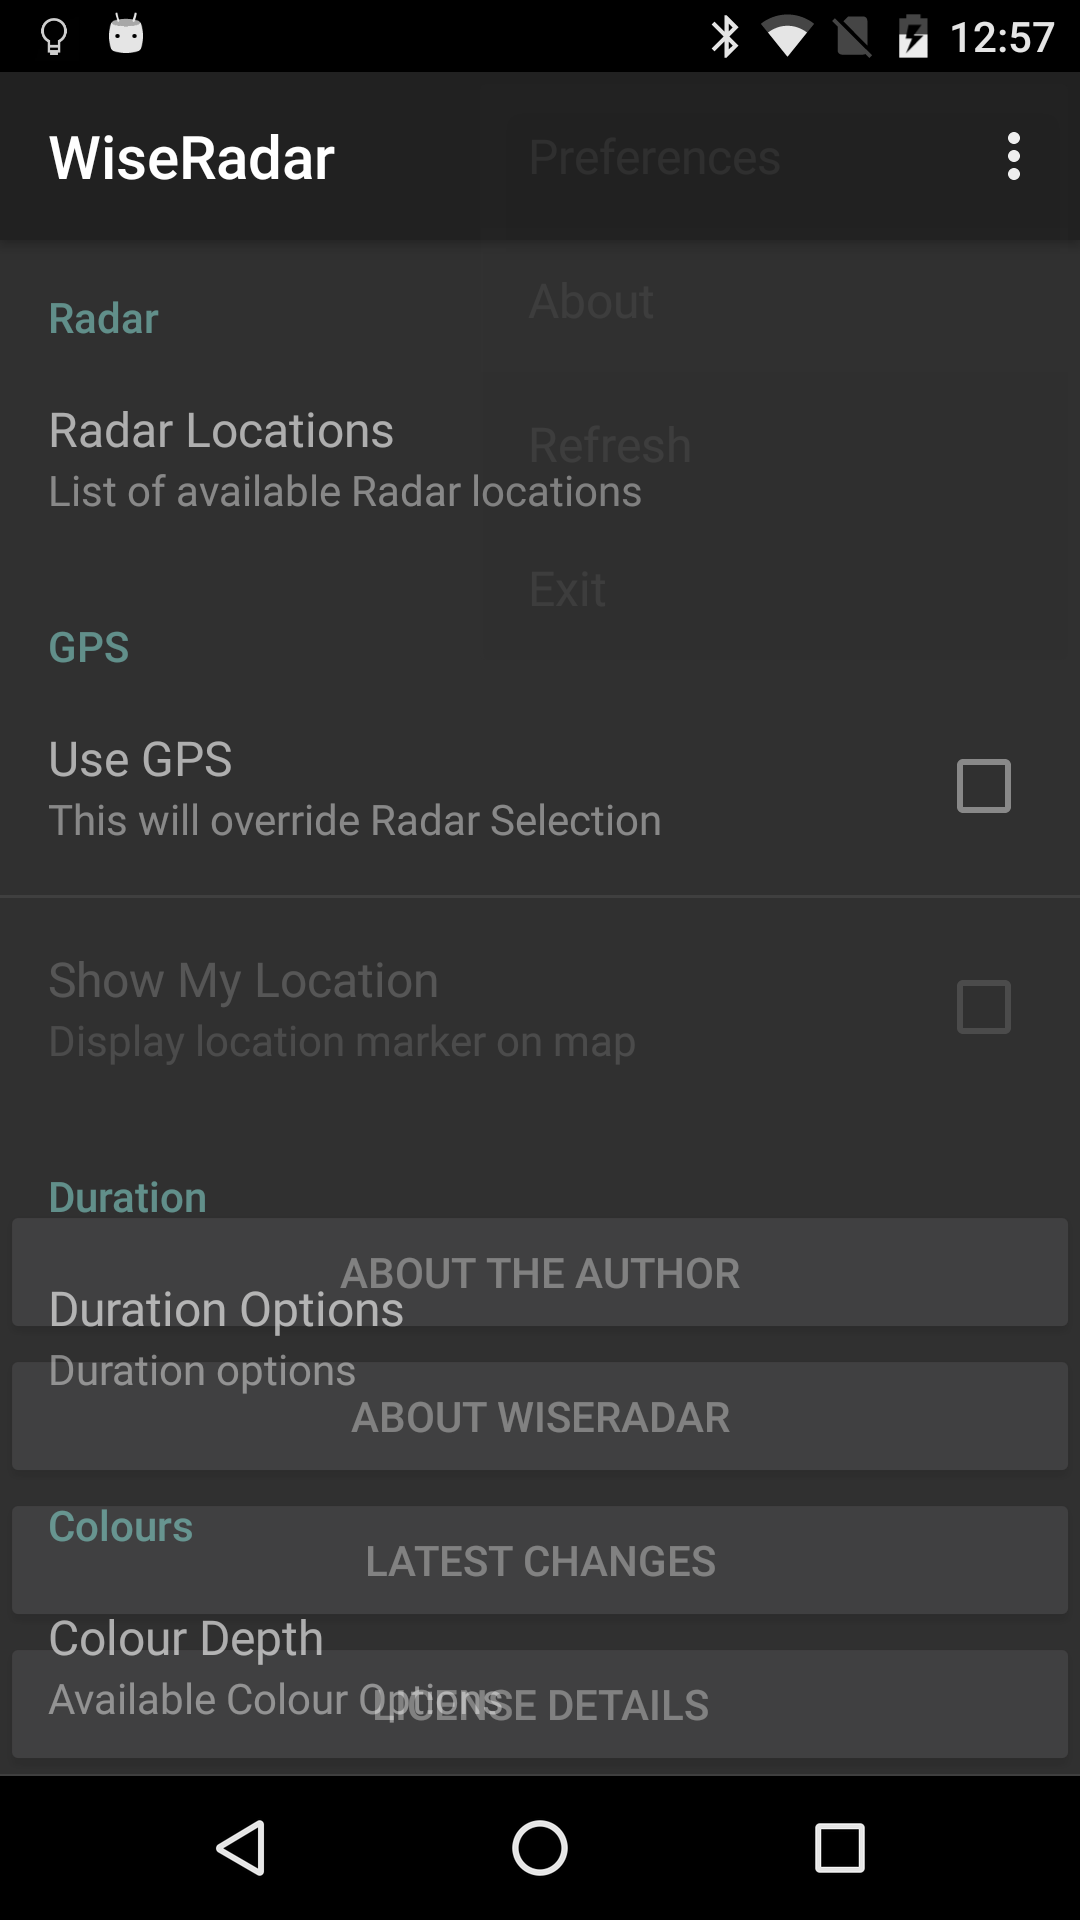 12:57
WiseRadar
Preferences
Radar
About
Radar Locations
List of available Radar locations
Refresh
Exit
GPS
Use GPS
This will override Radar Selection
Show My Location
Display location marker on map
Duration
ABOUT THE AUTHOR
Duration Options
Duration options
ABOUT WISERADAR
Colours
LATEST CHANGES
Colour Depth
Available Colour Options
LICENSE DETAILS